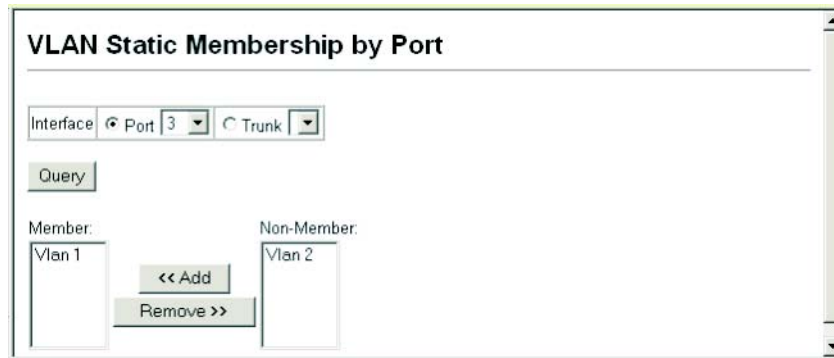 VLAN Static Membership by Port
Interface Port 3 Trunk
Query
Member: Non-Member:
Vlan 1 Vlan 2
<< Add
Remove >>